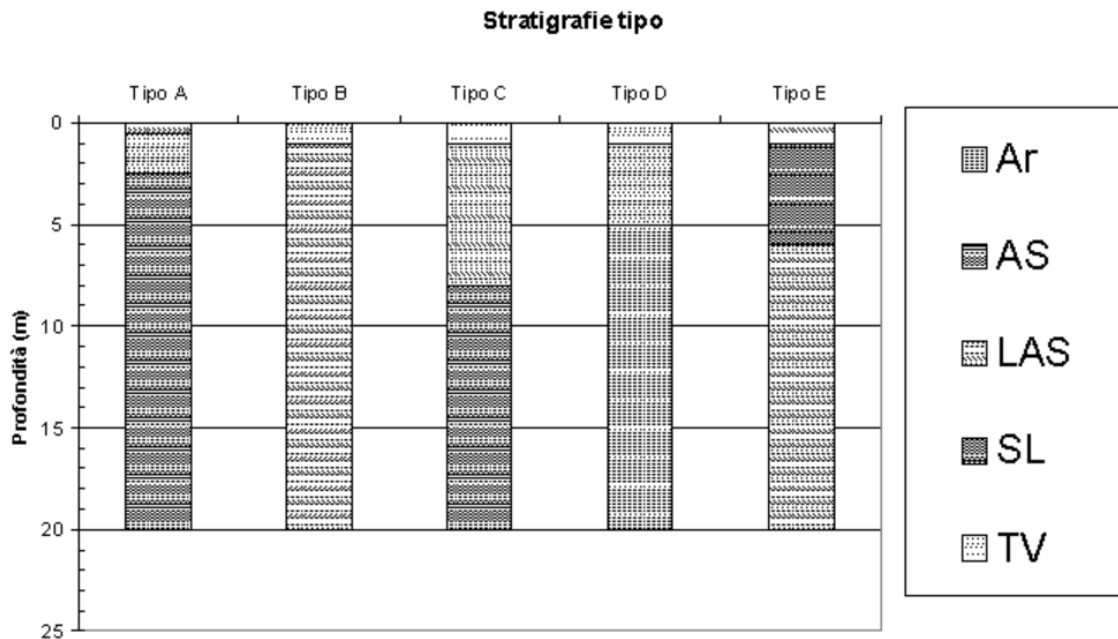 Stratigrafie tipo
Tipo A Tipo B Tipo C Tipo D Tipo E
0
5
10
15
20
25
Profondità (m)
Ar
AS
LAS
SL
TV